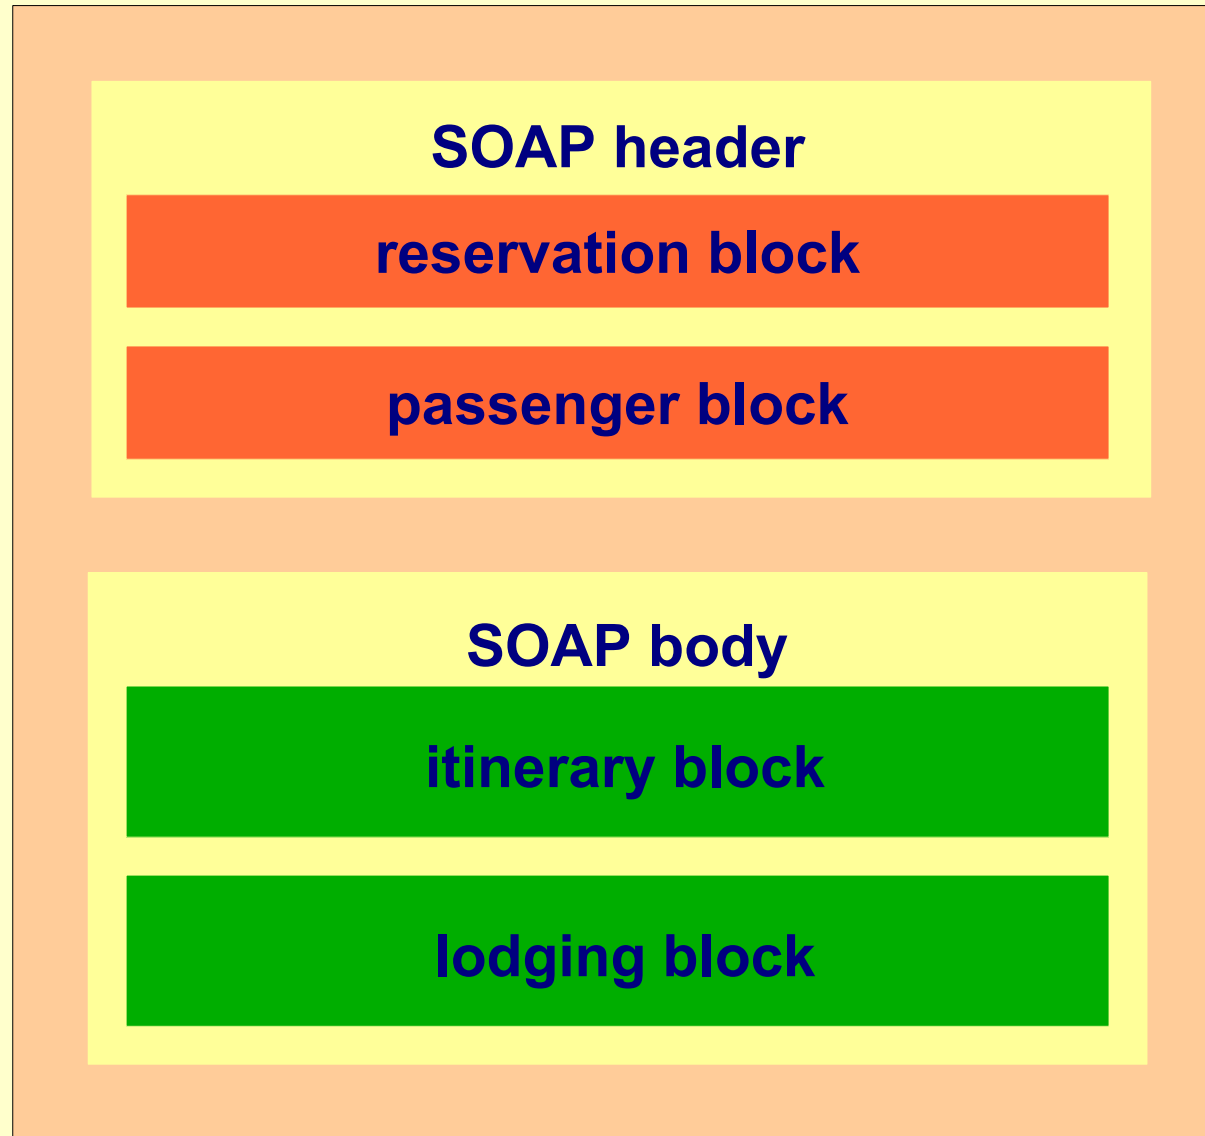 SOAP header
reservation block
passenger block
SOAP body
itinerary block
lodging block